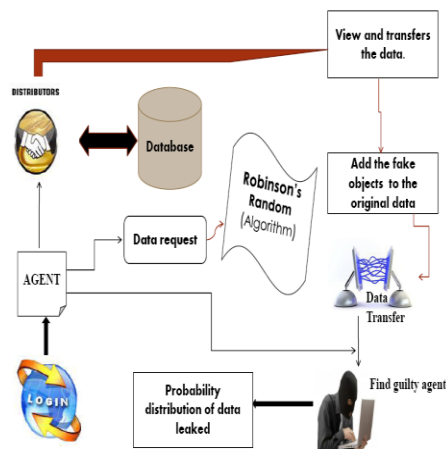 View and transfers
the data.
DISTRIBUTORS
Database
Robinson's
Random
(Algorithm)
Add the fake
objects to the
original data
Data request
AGENT
Data
Transfer
LOGIN
Probability
distribution of data
leaked
Find guilty agent